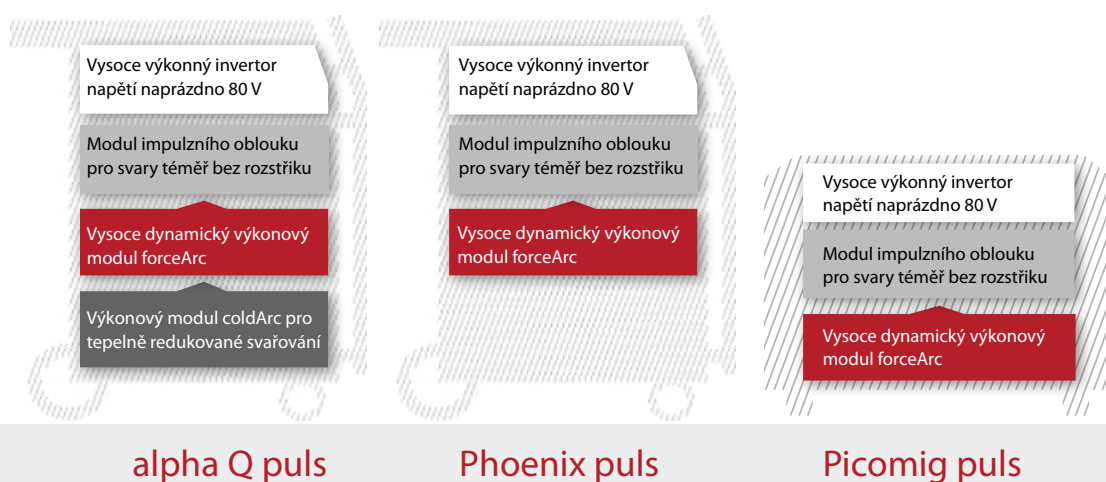 Vysoce výkonný invertor
napětí naprázdno 80 V
Modul impulzního oblouku
pro svary téměř bez rozstřiku
Vysoce dynamický výkonový
modul forceArc
Výkonový modul coldArc pro
tepelně redukované svařování
alpha Q puls
Vysoce výkonný invertor
napětí naprázdno 80 V
Modul impulzního oblouku
pro svary téměř bez rozstřiku
Vysoce dynamický výkonový
modul forceArc
Phoenix puls
Vysoce výkonný invertor
napětí naprázdno 80 V
Modul impulzního oblouku
pro svary téměř bez rozstřiku
Vysoce dynamický výkonový
modul forceArc
Picomig puls